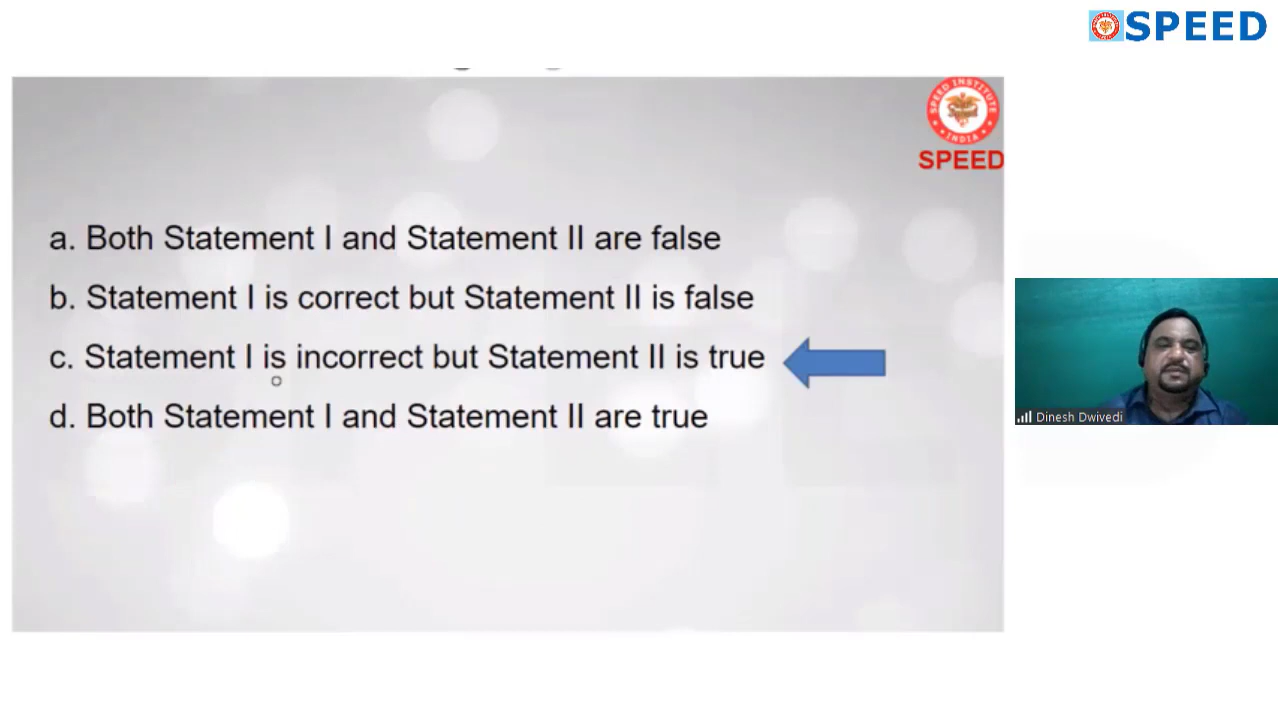 SPEED
SPEED INSTITUTE
INDIA
SPEED
a. Both Statement I and Statement II are false
b. Statement I is correct but Statement II is false
c. Statement I is incorrect but Statement II is true
d. Both Statement I and Statement II are true
Dinesh Dwivedi